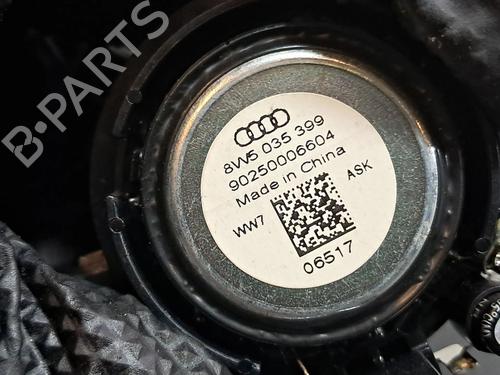 B-PARTS
8W5 035 399
90250006604
Made in China
WW7
ASK
06517